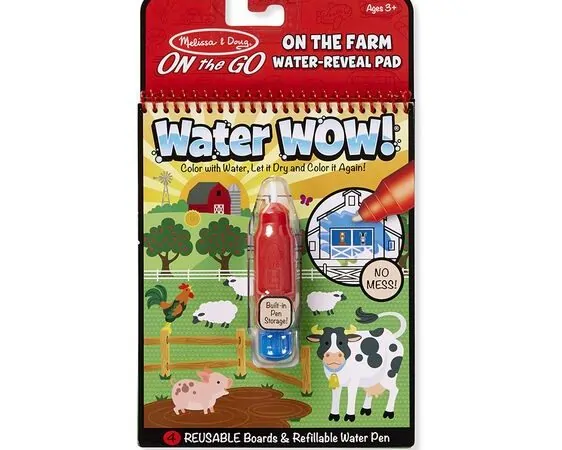 Ages 3+
Melissa & Doug
ON the GO
ON THE FARM
WATER-REVEAL PAD
Water WOW!
Color with Water, Let it Dry and Color it Again!
NO
MESS!
Built-in
Pen
Storage!
4 REUSABLE Boards & Refillable Water Pen